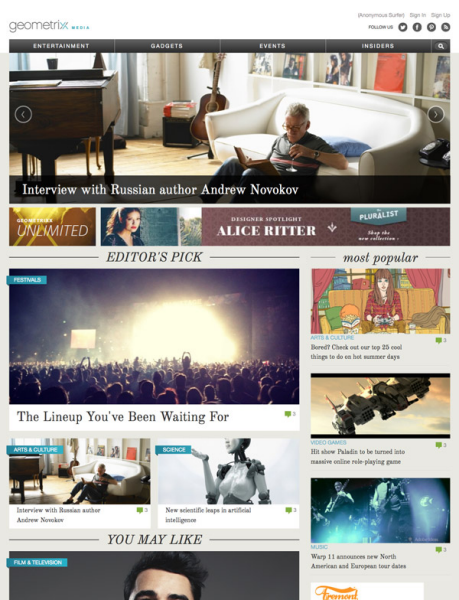 geometrixx MEDIA
(Anonymous Surfer) Sign In Sign Up
FOLLOW US
ENTERTAINMENT GADGETS EVENTS INSIDERS
Interview with Russian author Andrew Novokov
GEOMETRIXX
UNLIMITED
DESIGNER SPOTLIGHT
ALICE RITTER
PLURALIST
Shop the
new collection
EDITOR'S PICK
FESTIVALS
The Lineup You've Been Waiting For
3
ARTS & CULTURE
Interview with Russian author
Andrew Novokov
3
SCIENCE
New scientific leaps in artificial
intelligence
3
YOU MAY LIKE
FILM & TELEVISION
most popular
ARTS & CULTURE
3
Bored? Check out our top 25 cool
things to do on hot summer days
VIDEO GAMES
3
Hit show Paladin to be turned into
massive online role-playing game
MUSIC
3
Warp 11 announces new North
American and European tour dates
Fremont